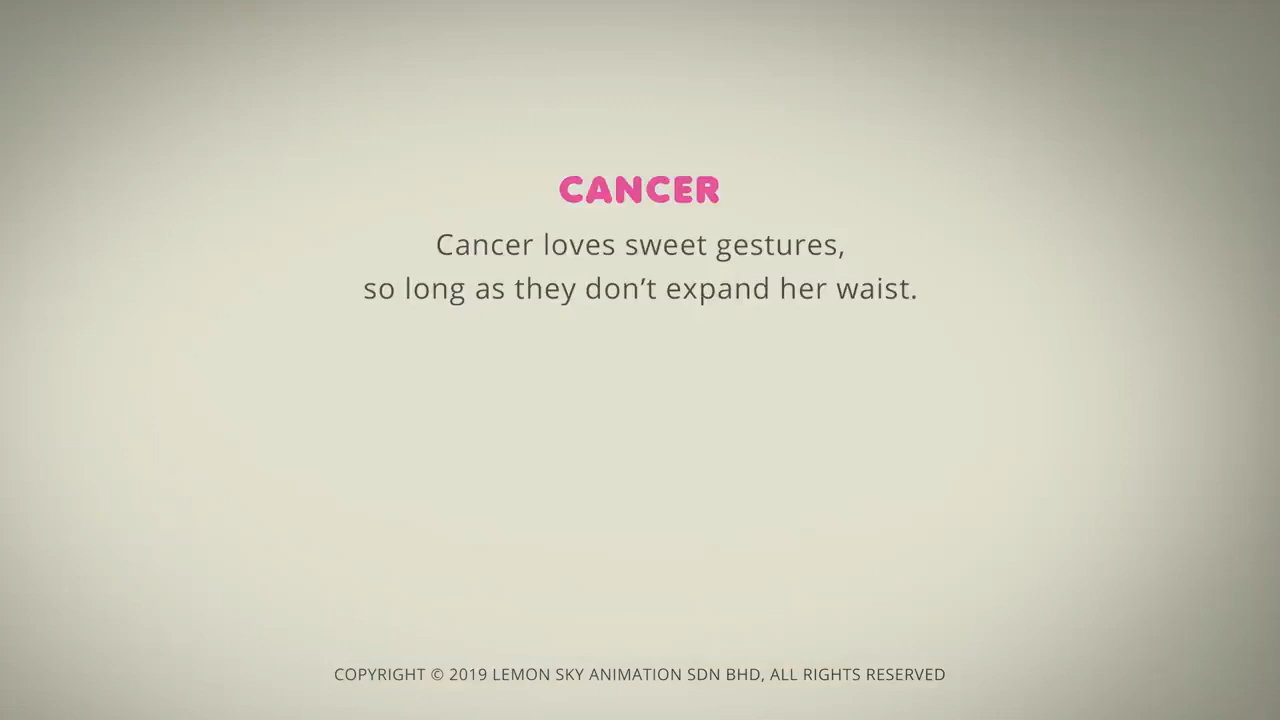 CANCER
Cancer loves sweet gestures,
so long as they don’t expand her waist.
COPYRIGHT © 2019 LEMON SKY ANIMATION SDN BHD, ALL RIGHTS RESERVED